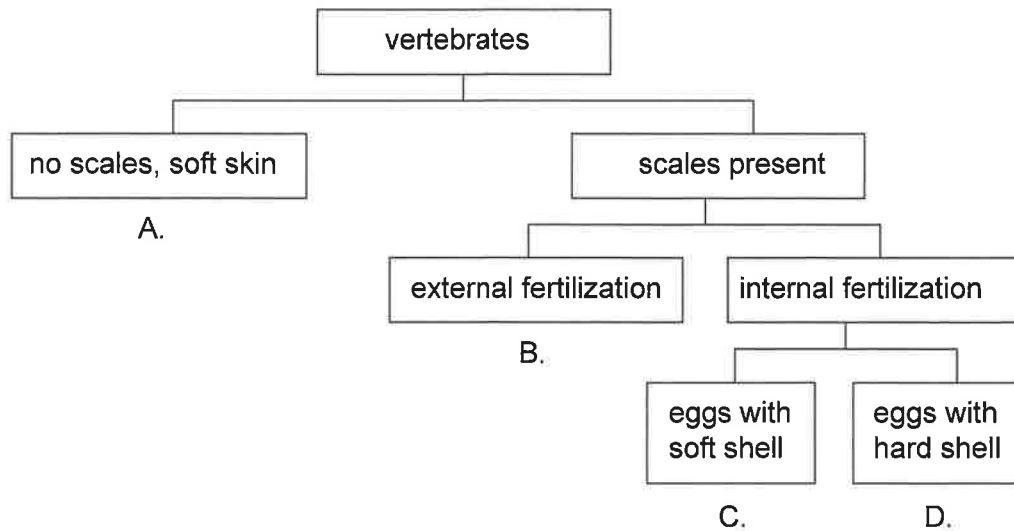 vertebrates
no scales, soft skin
scales present
A.
external fertilization
internal fertilization
B.
eggs with
soft shell
eggs with
hard shell
C.
D.